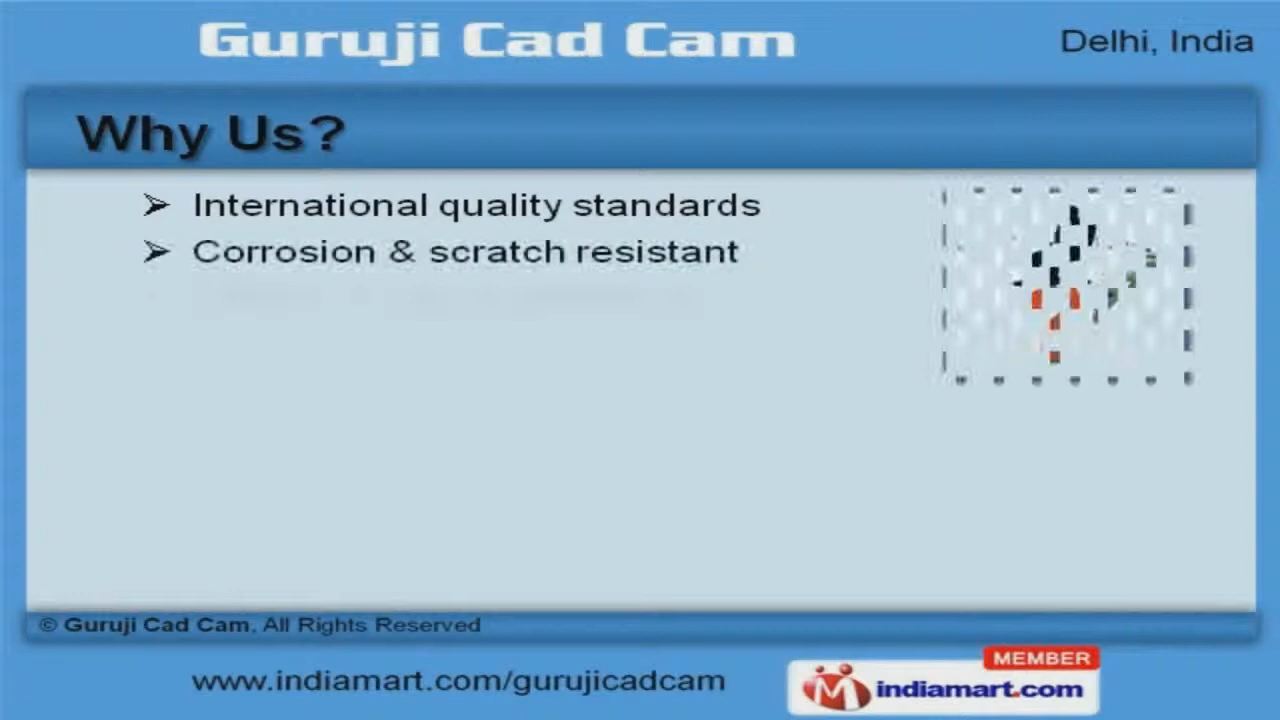 Guruji Cad Cam
Delhi, India
Why Us?
➢ International quality standards
➢ Corrosion & scratch resistant
© Guruji Cad Cam, All Rights Reserved
www.indiamart.com/gurujicadcam
MEMBER
indiamart.com